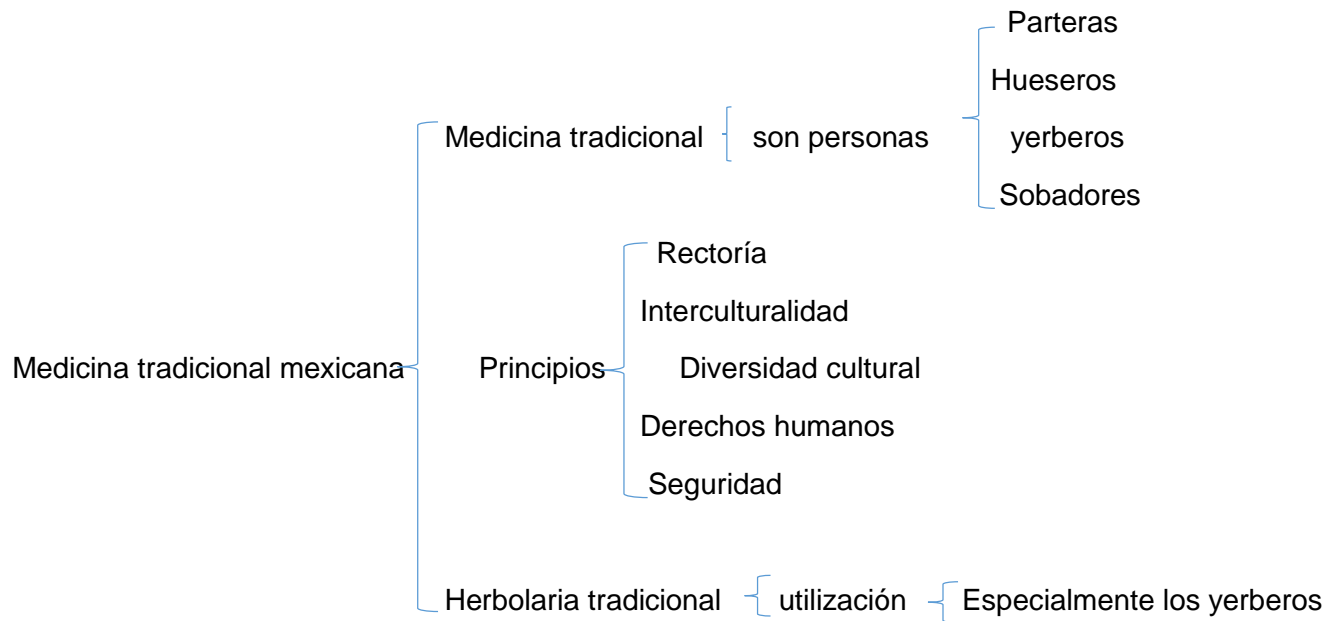 Parteras
Hueseros
Medicina tradicional son personas yerberos
Sobadores
Rectoría
Interculturalidad
Medicina tradicional mexicana Principios Diversidad cultural
Derechos humanos
Seguridad
Herbolaria tradicional utilización Especialmente los yerberos